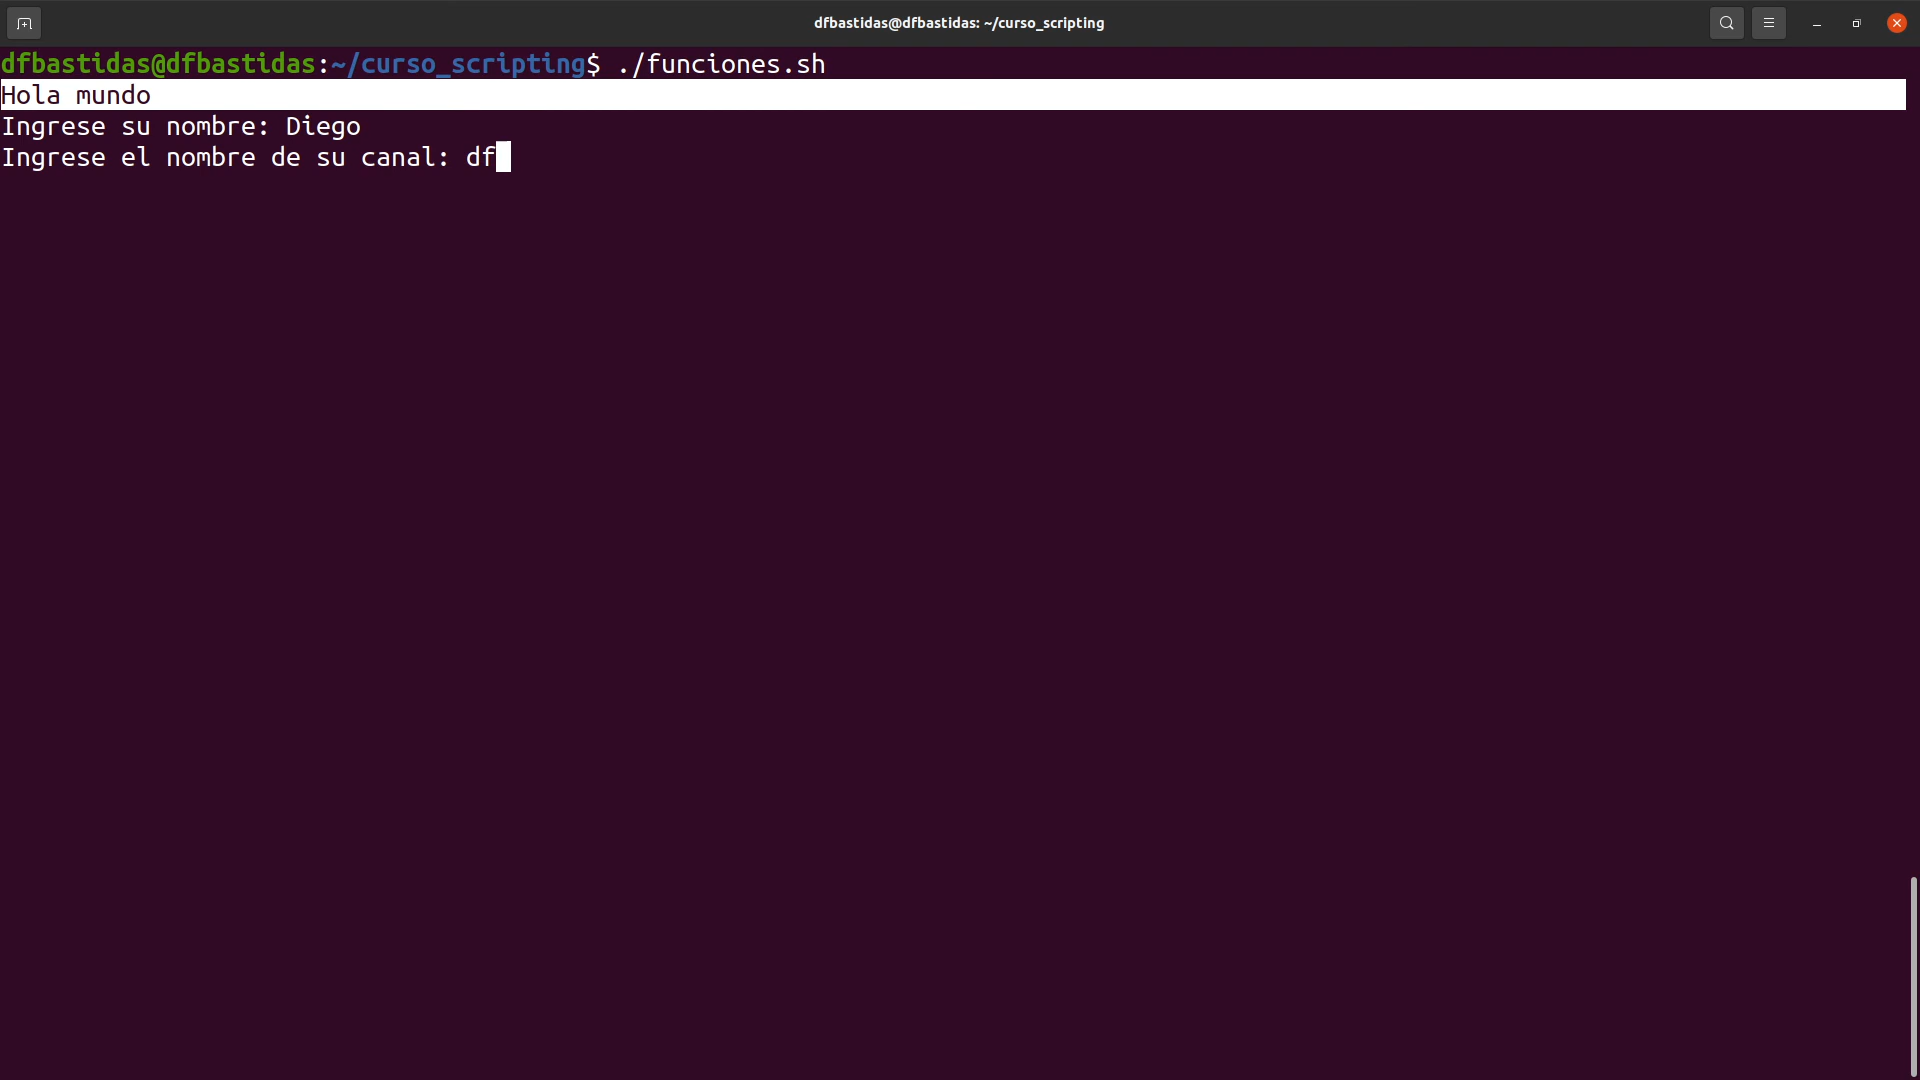 dfbastidas@dfbastidas: ~/curso_scripting
dfbastidas@dfbastidas:~/curso_scripting$ ./funciones.sh
Hola mundo
Ingrese su nombre: Diego
Ingrese el nombre de su canal: df